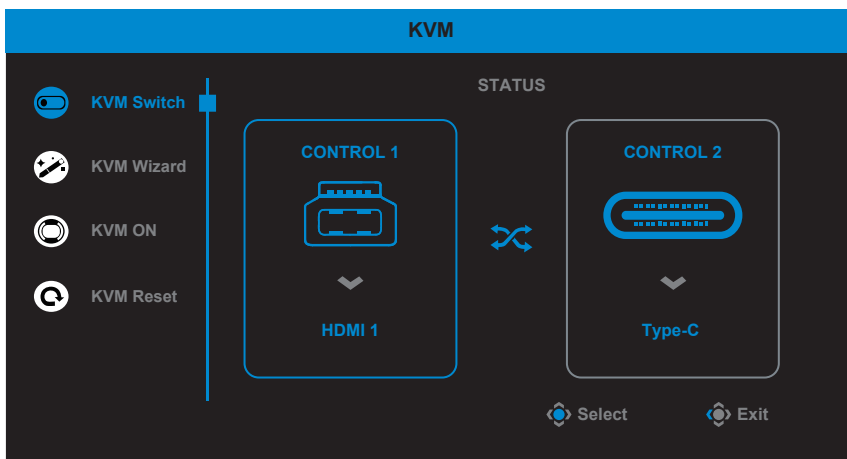 KVM
KVM Switch
KVM Wizard
KVM ON
KVM Reset
STATUS
CONTROL 1
HDMI 1
CONTROL 2
Type-C
Select
Exit